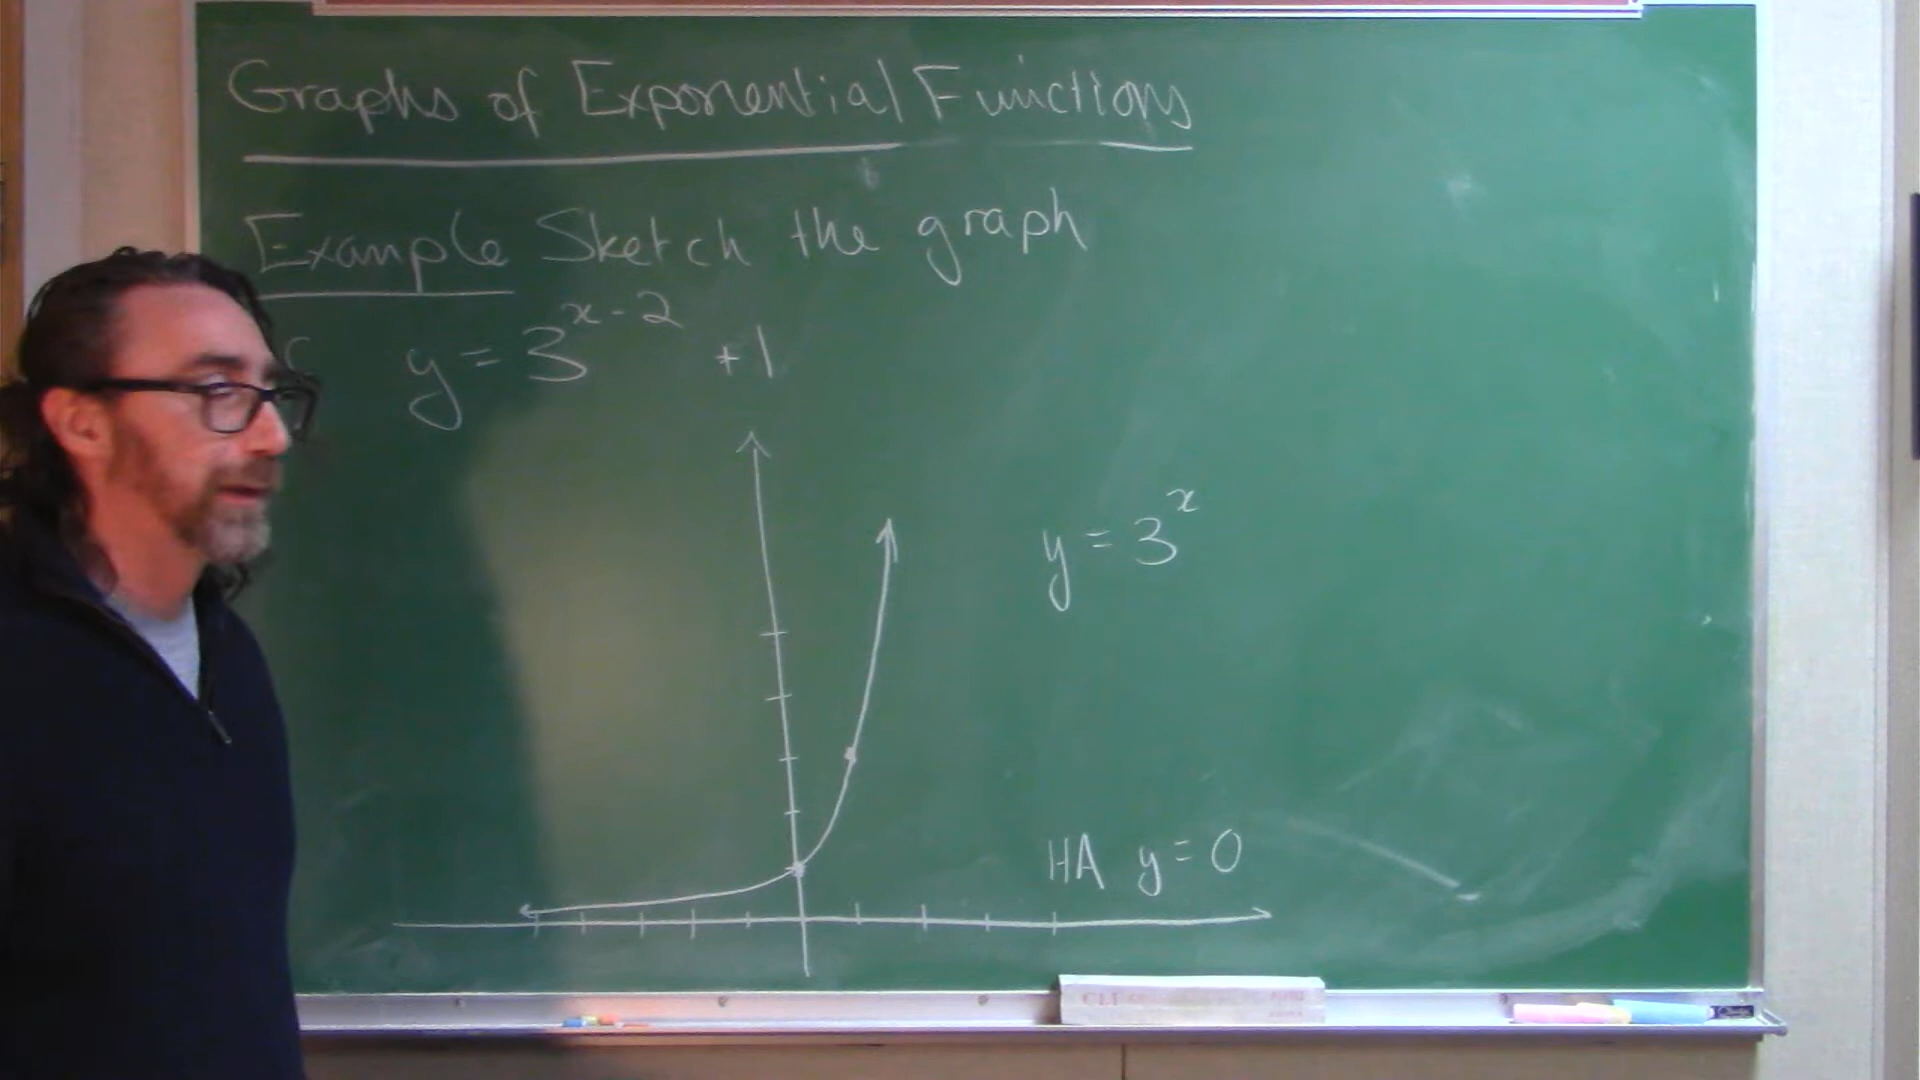 Graphs of Exponential Functions
Example Sketch the graph
y = 3^{x-2} + 1
y = 3^x
HA y = 0